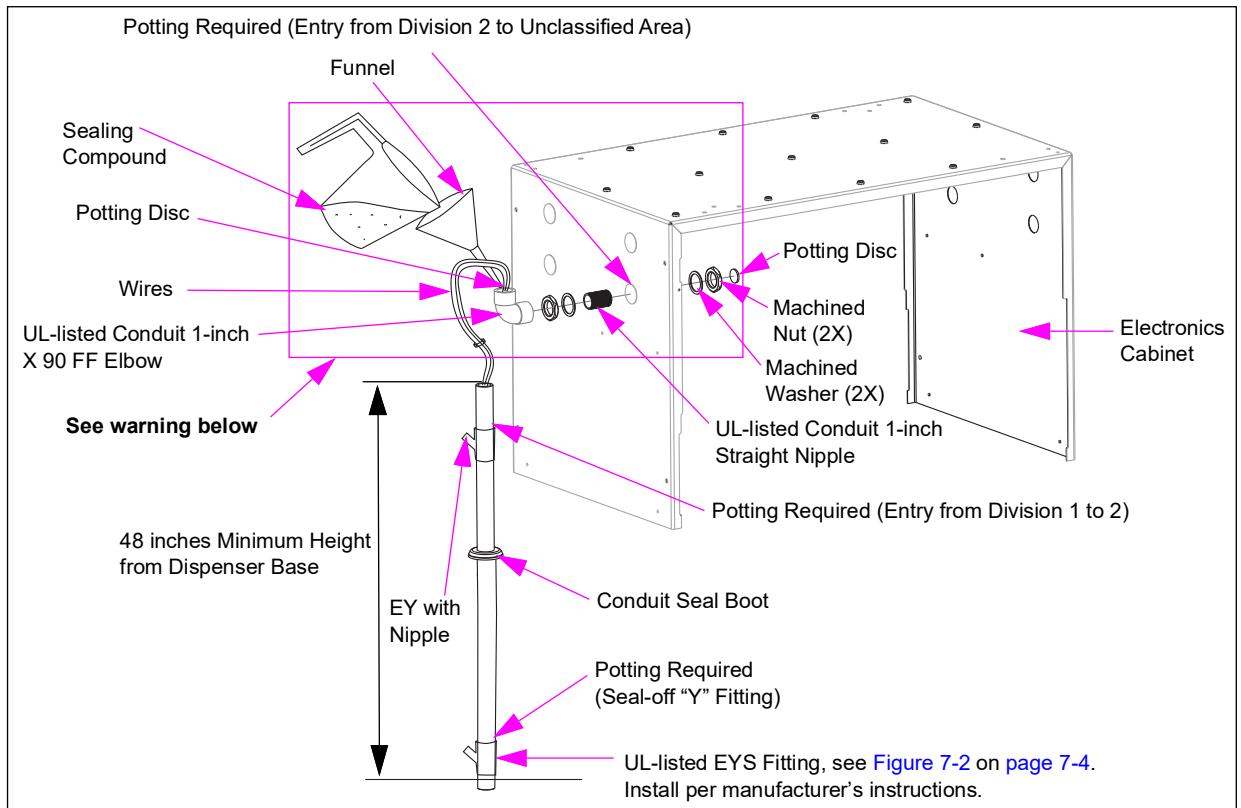 Potting Required (Entry from Division 2 to Unclassified Area)
Funnel
Sealing
Compound
Potting Disc
Wires
UL-listed Conduit 1-inch
X 90 FF Elbow
See warning below
Potting Disc
Machined
Nut (2X)
Machined
Washer (2X)
Electronics
Cabinet
UL-listed Conduit 1-inch
Straight Nipple
Potting Required (Entry from Division 1 to 2)
48 inches Minimum Height
from Dispenser Base
EY with
Nipple
Conduit Seal Boot
Potting Required
(Seal-off “Y” Fitting)
UL-listed EYS Fitting, see Figure 7-2 on page 7-4.
Install per manufacturer’s instructions.